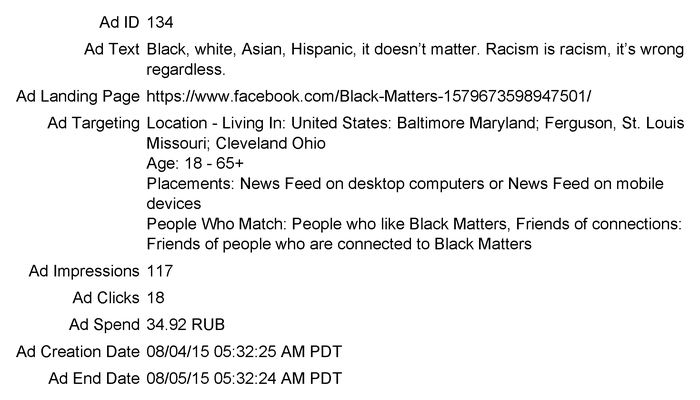 Ad ID 134
Ad Text Black, white, Asian, Hispanic, it doesn't matter. Racism is racism, it's wrong
regardless.
Ad Landing Page https://www.facebook.com/Black-Matters-1579673598947501/
Ad Targeting Location - Living In: United States: Baltimore Maryland; Ferguson, St. Louis
Missouri; Cleveland Ohio
Age: 18 - 65+
Placements: News Feed on desktop computers or News Feed on mobile
devices
People Who Match: People who like Black Matters, Friends of connections:
Friends of people who are connected to Black Matters
Ad Impressions 117
Ad Clicks 18
Ad Spend 34.92 RUB
Ad Creation Date 08/04/15 05:32:25 AM PDT
Ad End Date 08/05/15 05:32:24 AM PDT